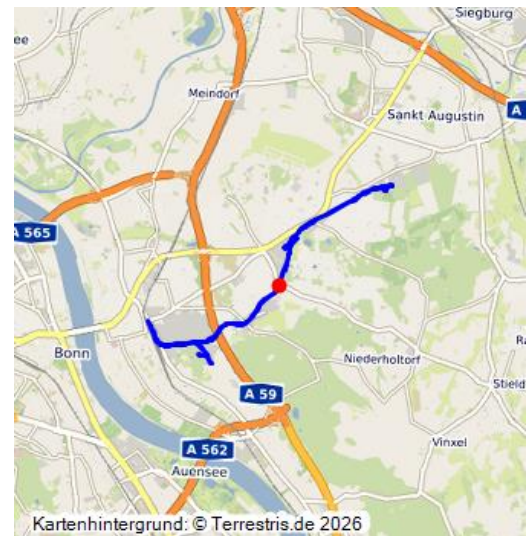 Siegburg
ee
Meindorf
Sankt Augustin
A
A 565
Bonn
Niederholtorf
Ra
Stield
A 59
Vinxel
A 562
Auensee
Kartenhintergrund: © Terrestris.de 2026